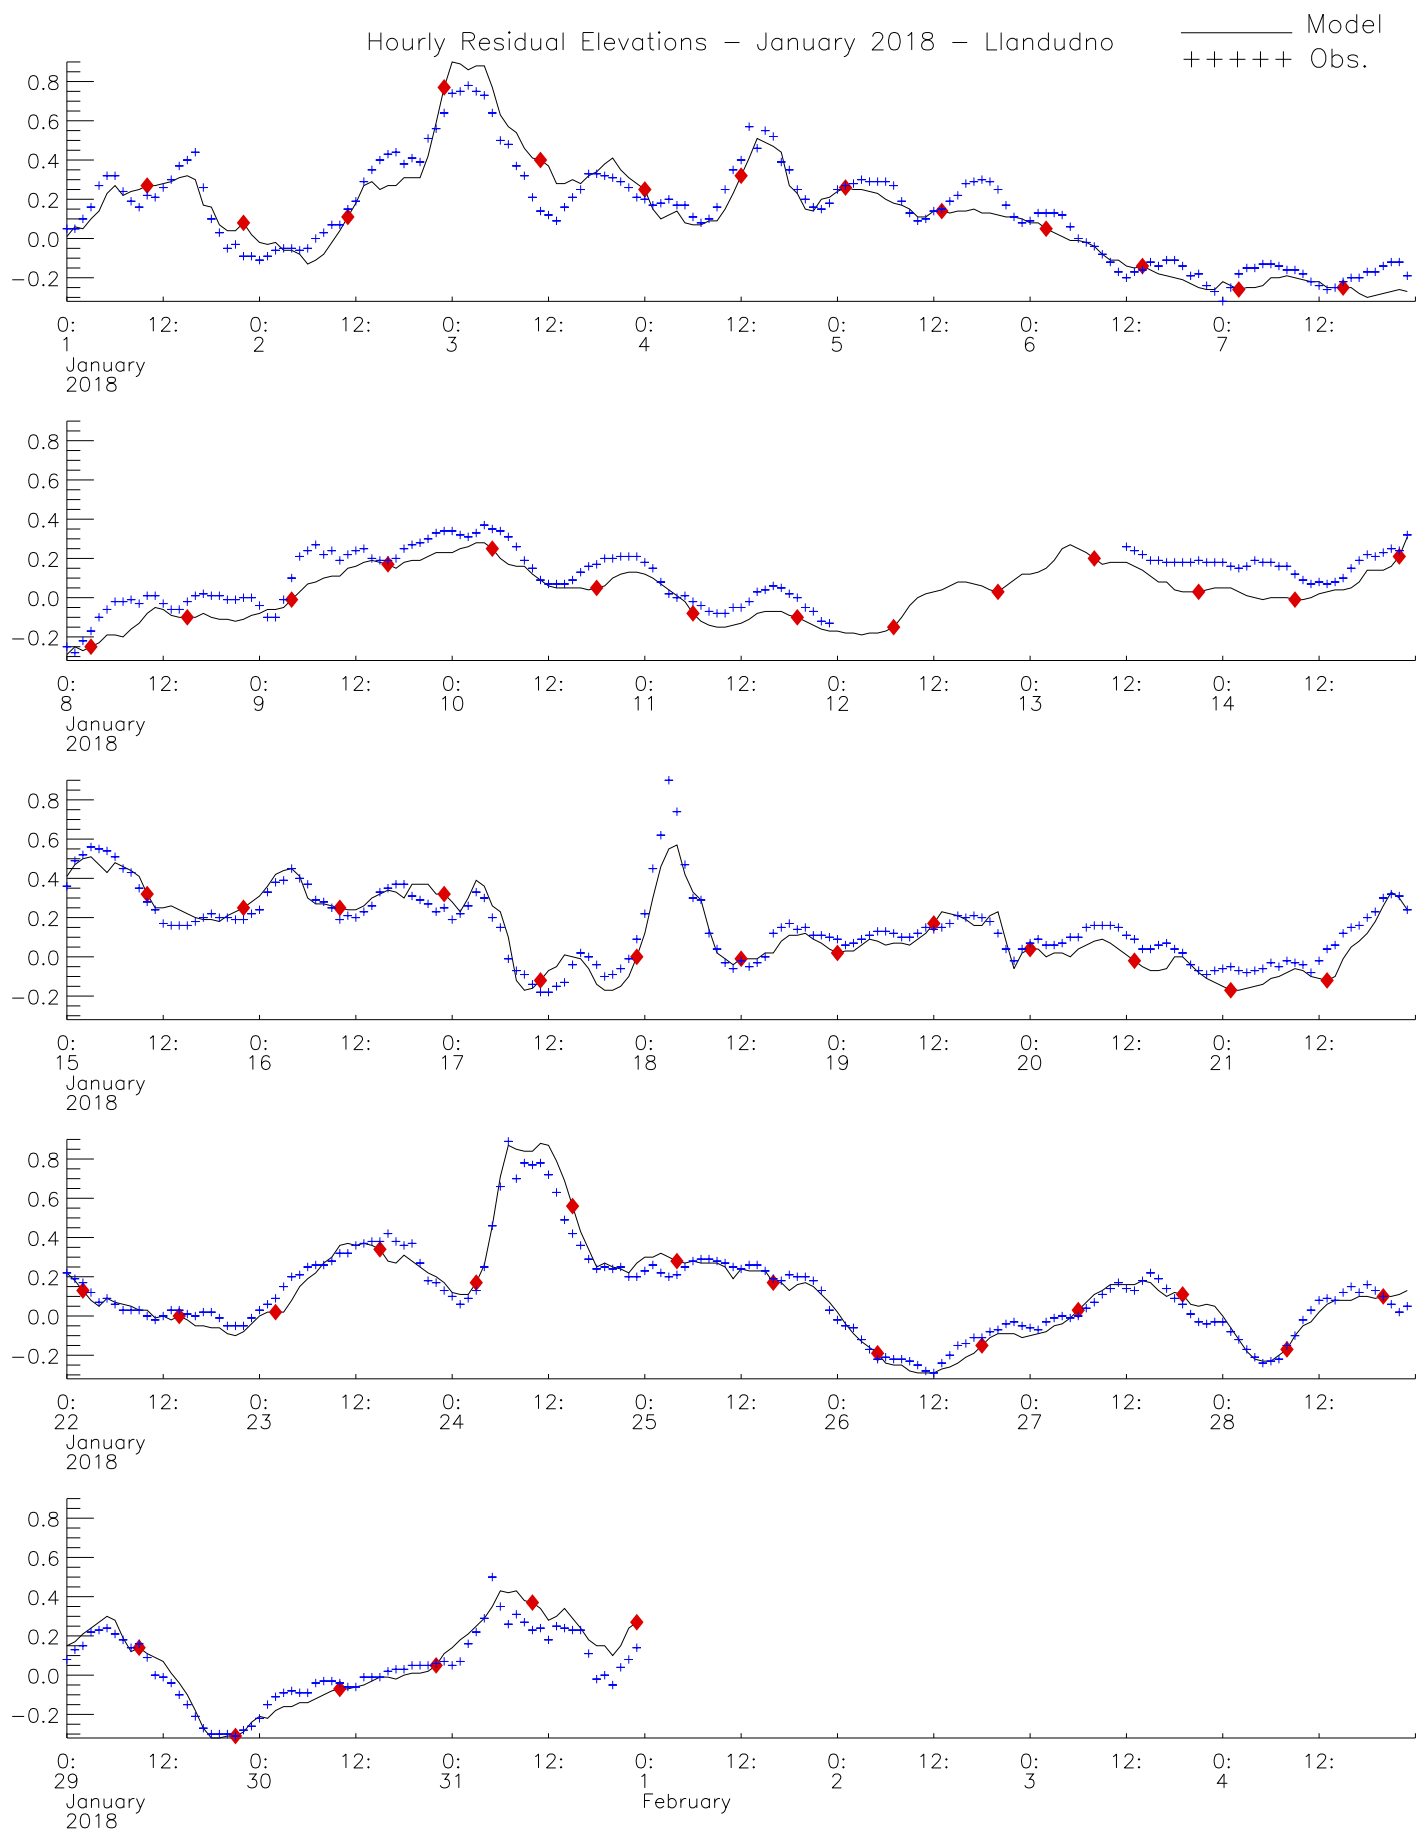 Hourly Residual Elevations − January 2018 − Llandudno
Model
+++++ Obs.
0.8
0.6
0.4
0.2
0.0
−0.2
0: 12: 0: 12: 0: 12: 0: 12: 0: 12: 0: 12: 0: 12:
1 2 3 4 5 6 7
January
2018
0.8
0.6
0.4
0.2
0.0
−0.2
0: 12: 0: 12: 0: 12: 0: 12: 0: 12: 0: 12: 0: 12:
8 9 10 11 12 13 14
January
2018
0.8
0.6
0.4
0.2
0.0
−0.2
0: 12: 0: 12: 0: 12: 0: 12: 0: 12: 0: 12: 0: 12:
15 16 17 18 19 20 21
January
2018
0.8
0.6
0.4
0.2
0.0
−0.2
0: 12: 0: 12: 0: 12: 0: 12: 0: 12: 0: 12: 0: 12:
22 23 24 25 26 27 28
January
2018
0.8
0.6
0.4
0.2
0.0
−0.2
0: 12: 0: 12: 0: 12: 0: 12: 0: 12: 0: 12: 0: 12:
29 30 31 1 2 3 4
January February
2018